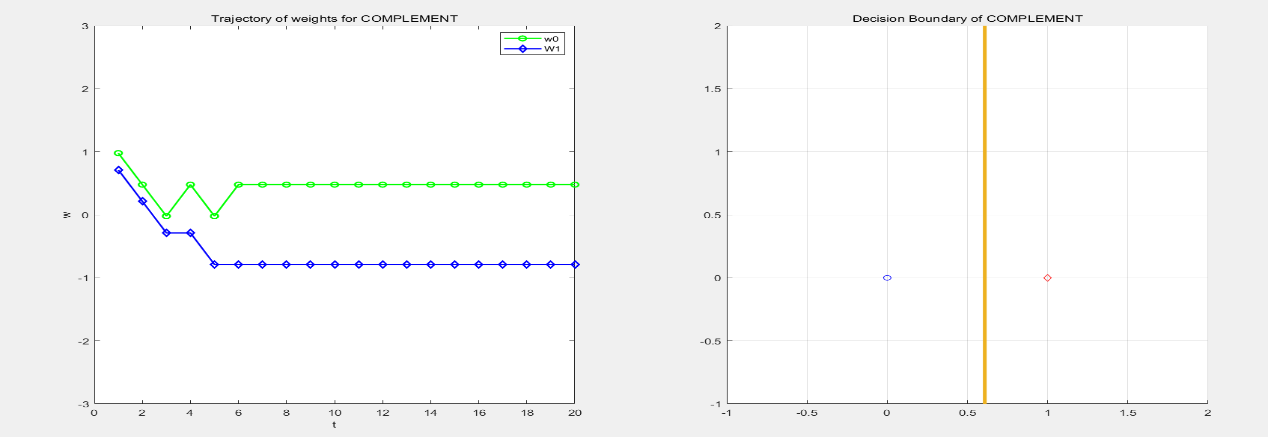 Trajectory of weights for COMPLEMENT
3
2
1
0
-1
-2
-3
w
w0
W1
0 2 4 6 8 10 12 14 16 18 20
t
Decision Boundary of COMPLEMENT
2
1.5
1
0.5
0
-0.5
-1
-1 -0.5 0 0.5 1 1.5 2